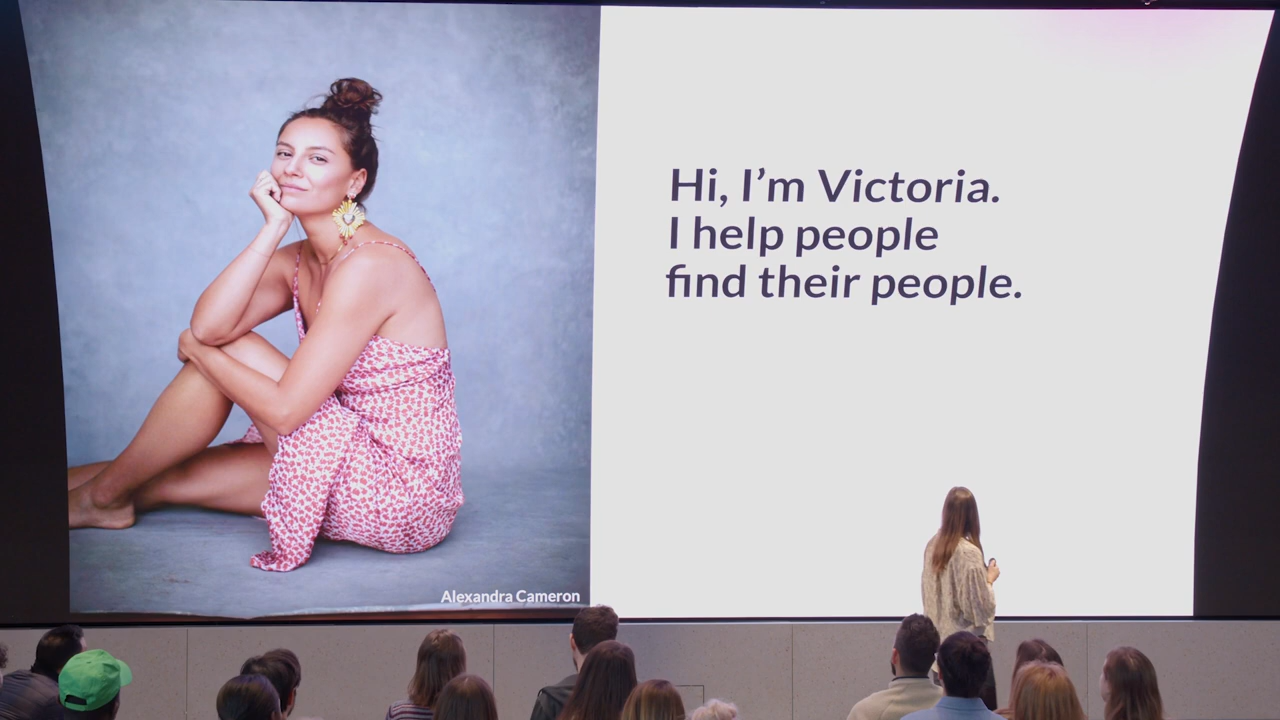 Hi, I’m Victoria.
I help people
find their people.
Alexandra Cameron